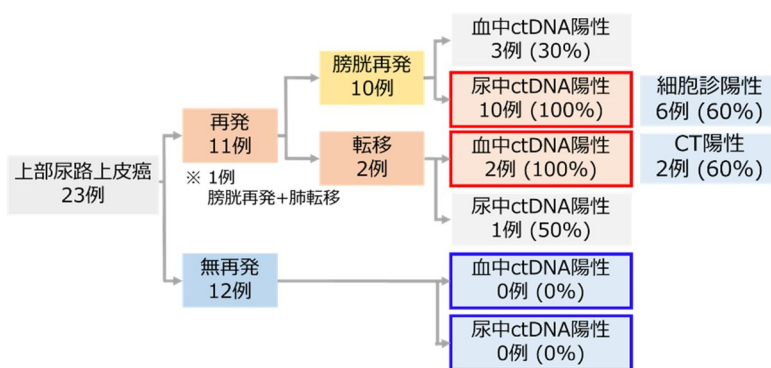 上部尿路上皮癌
23例
再発
11例
※ 1例
膀胱再発+肺転移
無再発
12例
膀胱再発
10例
転移
2例
血中ctDNA陽性
3例 (30%)
尿中ctDNA陽性
10例 (100%)
細胞診陽性
6例 (60%)
血中ctDNA陽性
2例 (100%)
CT陽性
2例 (60%)
尿中ctDNA陽性
1例 (50%)
血中ctDNA陽性
0例 (0%)
尿中ctDNA陽性
0例 (0%)